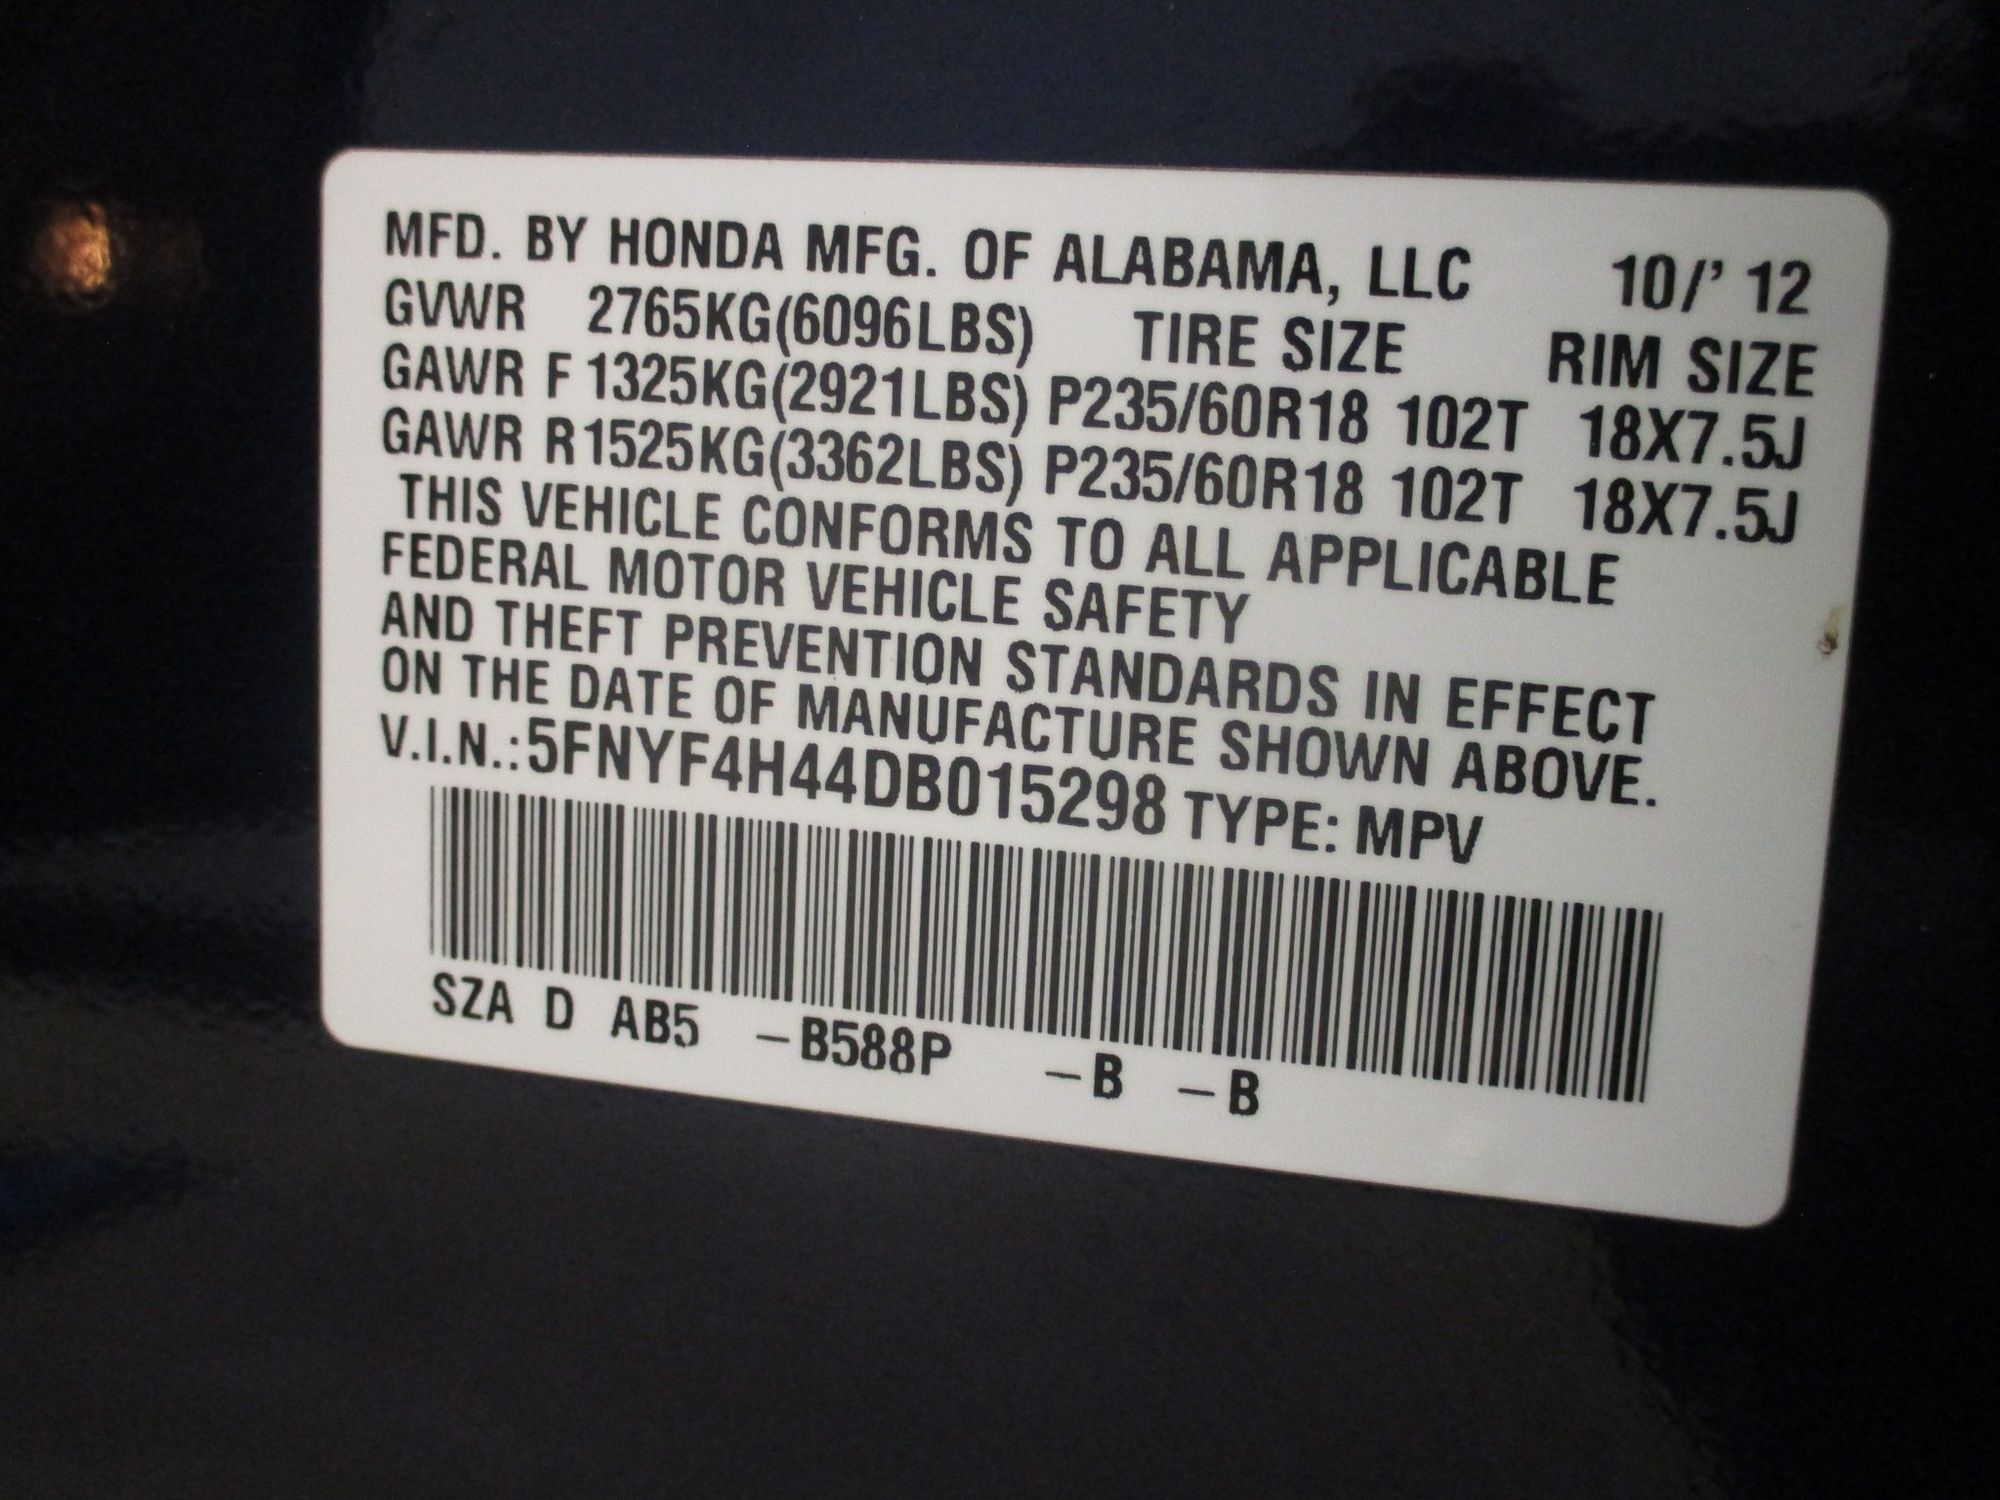 MFD. BY HONDA MFG. OF ALABAMA, LLC 10/' 12
GVWR 2765KG(6096LBS) TIRE SIZE RIM SIZE
GAWR F 1325KG(2921LBS) P235/60R18 102T 18X7.5J
GAWR R1525KG(3362LBS) P235/60R18 102T 18X7.5J
THIS VEHICLE CONFORMS TO ALL APPLICABLE
FEDERAL MOTOR VEHICLE SAFETY
AND THEFT PREVENTION STANDARDS IN EFFECT
ON THE DATE OF MANUFACTURE SHOWN ABOVE.
V.I.N.:5FNYF4H44DB015298 TYPE: MPV
SZA D AB5 –B588P –B –B